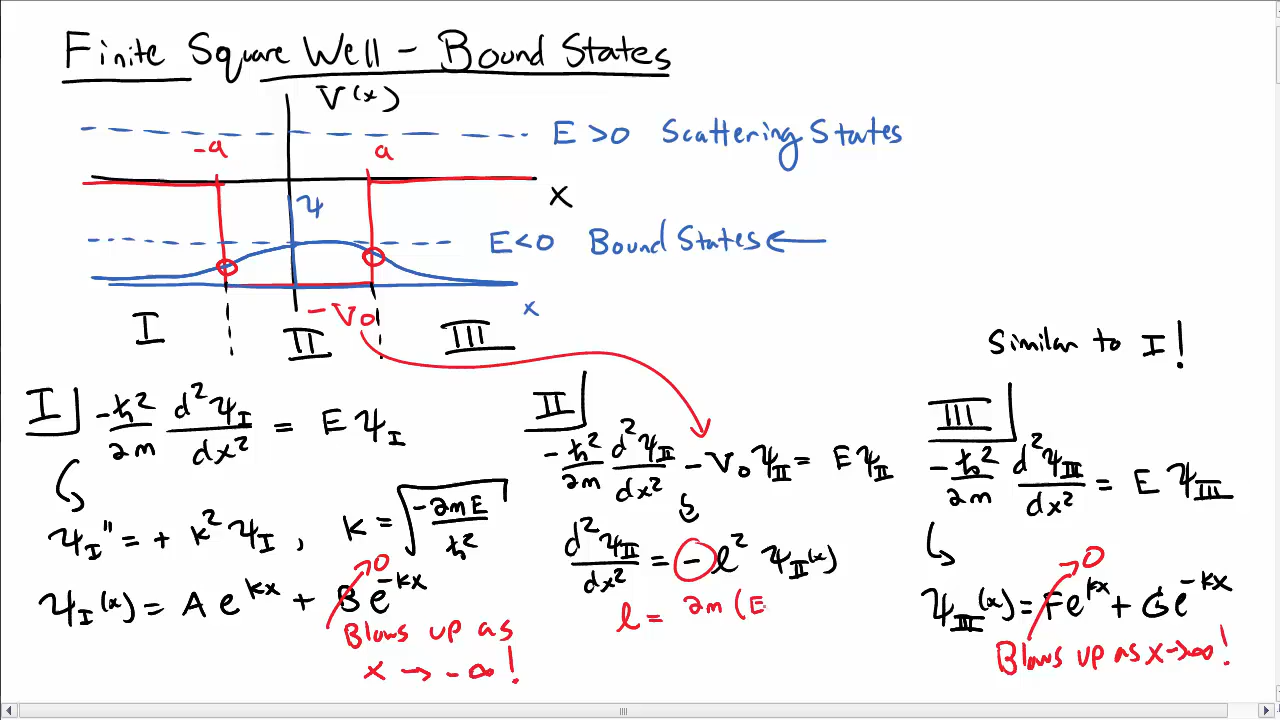 Finite Square Well - Bound States
V(x)
E >0 Scattering States
-a a
x
ψ
E<0 Bound States ←
-V₀ x
I II III
Similar to I!
I
-ħ²/2m d²ψ_I/dx² = E ψ_I
ψ_I'' = + k² ψ_I , k = √(-2mE/ħ²)
ψ_I(x) = A e^{kx} + B e^{-kx}
0
Blows up as
x → -∞ !
II
-ħ²/2m d²ψ_II/dx² - V₀ ψ_II = E ψ_II
d²ψ_II/dx² = - l² ψ_II(x)
l = 2m (E
III
-ħ²/2m d²ψ_III/dx² = E ψ_III
0
ψ_III(x) = F e^{kx} + G e^{-kx}
Blows up as x→∞!